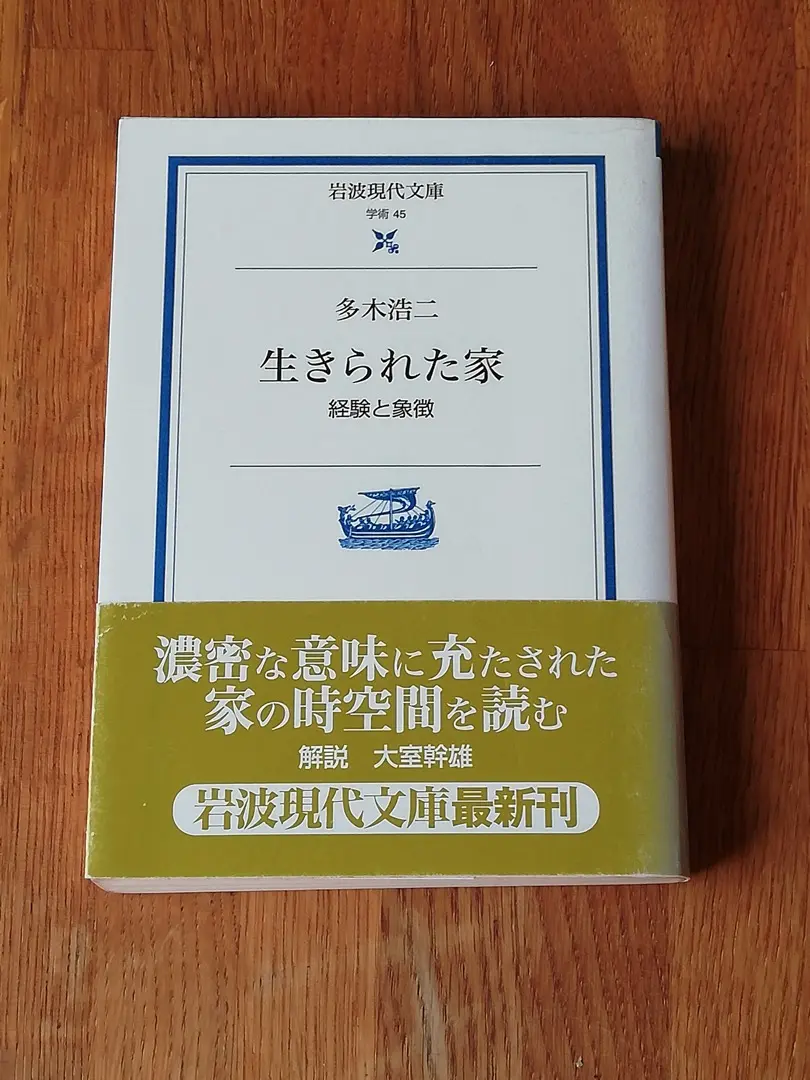 岩波現代文庫
学術 45
多木浩二
生きられた家
経験と象徴
濃密な意味に充たされた
家の時空間を読む
解説 大室幹雄
岩波現代文庫最新刊